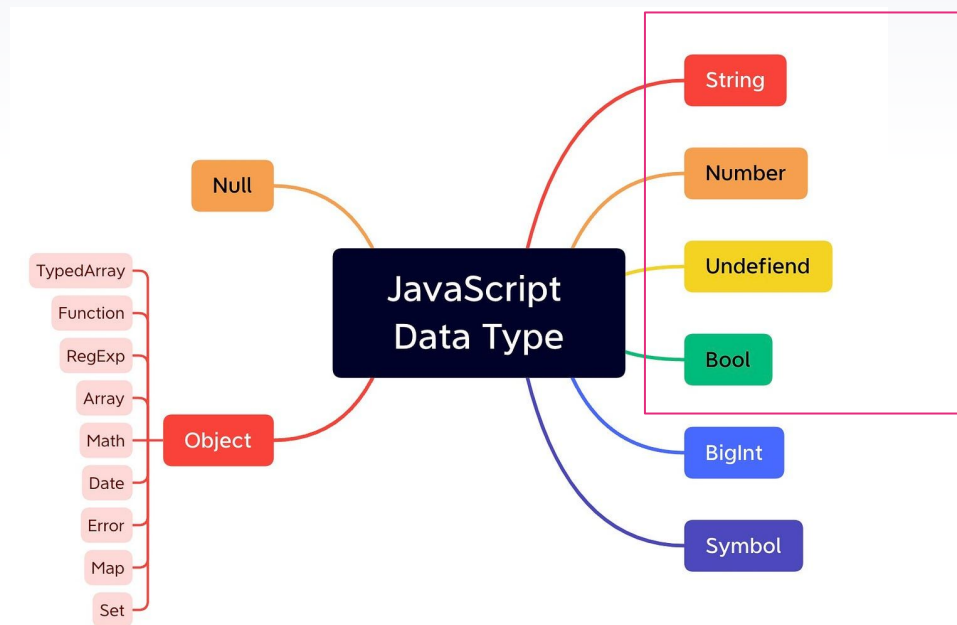 JavaScript
Data Type
String
Number
Undefiend
Bool
BigInt
Symbol
Null
Object
TypedArray
Function
RegExp
Array
Math
Date
Error
Map
Set